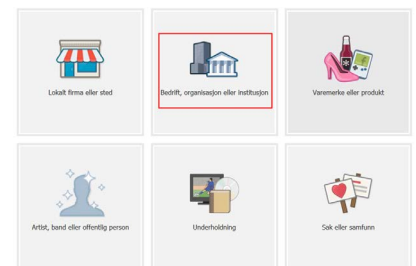 Lokalt firma eller sted
Bedrift, organisasjon eller institusjon
Varemerke eller produkt
Artist, band eller offentlig person
Underholdning
Sak eller samfunn